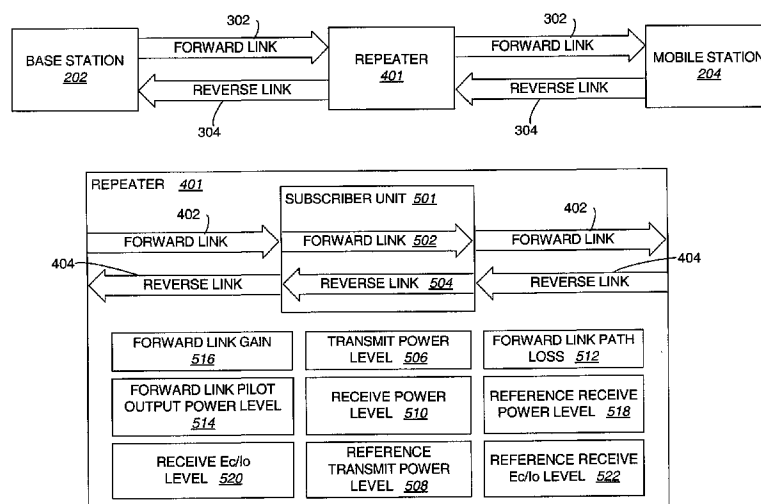 302
302
BASE STATION
202
FORWARD LINK
REPEATER
401
FORWARD LINK
MOBILE STATION
204
REVERSE LINK
REVERSE LINK
304
304
REPEATER 401
SUBSCRIBER UNIT 501
402
402
FORWARD LINK
FORWARD LINK 502
FORWARD LINK
404
404
REVERSE LINK
REVERSE LINK 504
REVERSE LINK
FORWARD LINK GAIN
516
TRANSMIT POWER
LEVEL 506
FORWARD LINK PATH
LOSS 512
FORWARD LINK PILOT
OUTPUT POWER LEVEL
514
RECEIVE POWER
LEVEL 510
REFERENCE RECEIVE
POWER LEVEL 518
RECEIVE Ec/Io
LEVEL 520
REFERENCE
TRANSMIT POWER
LEVEL 508
REFERENCE RECEIVE
Ec/Io LEVEL 522